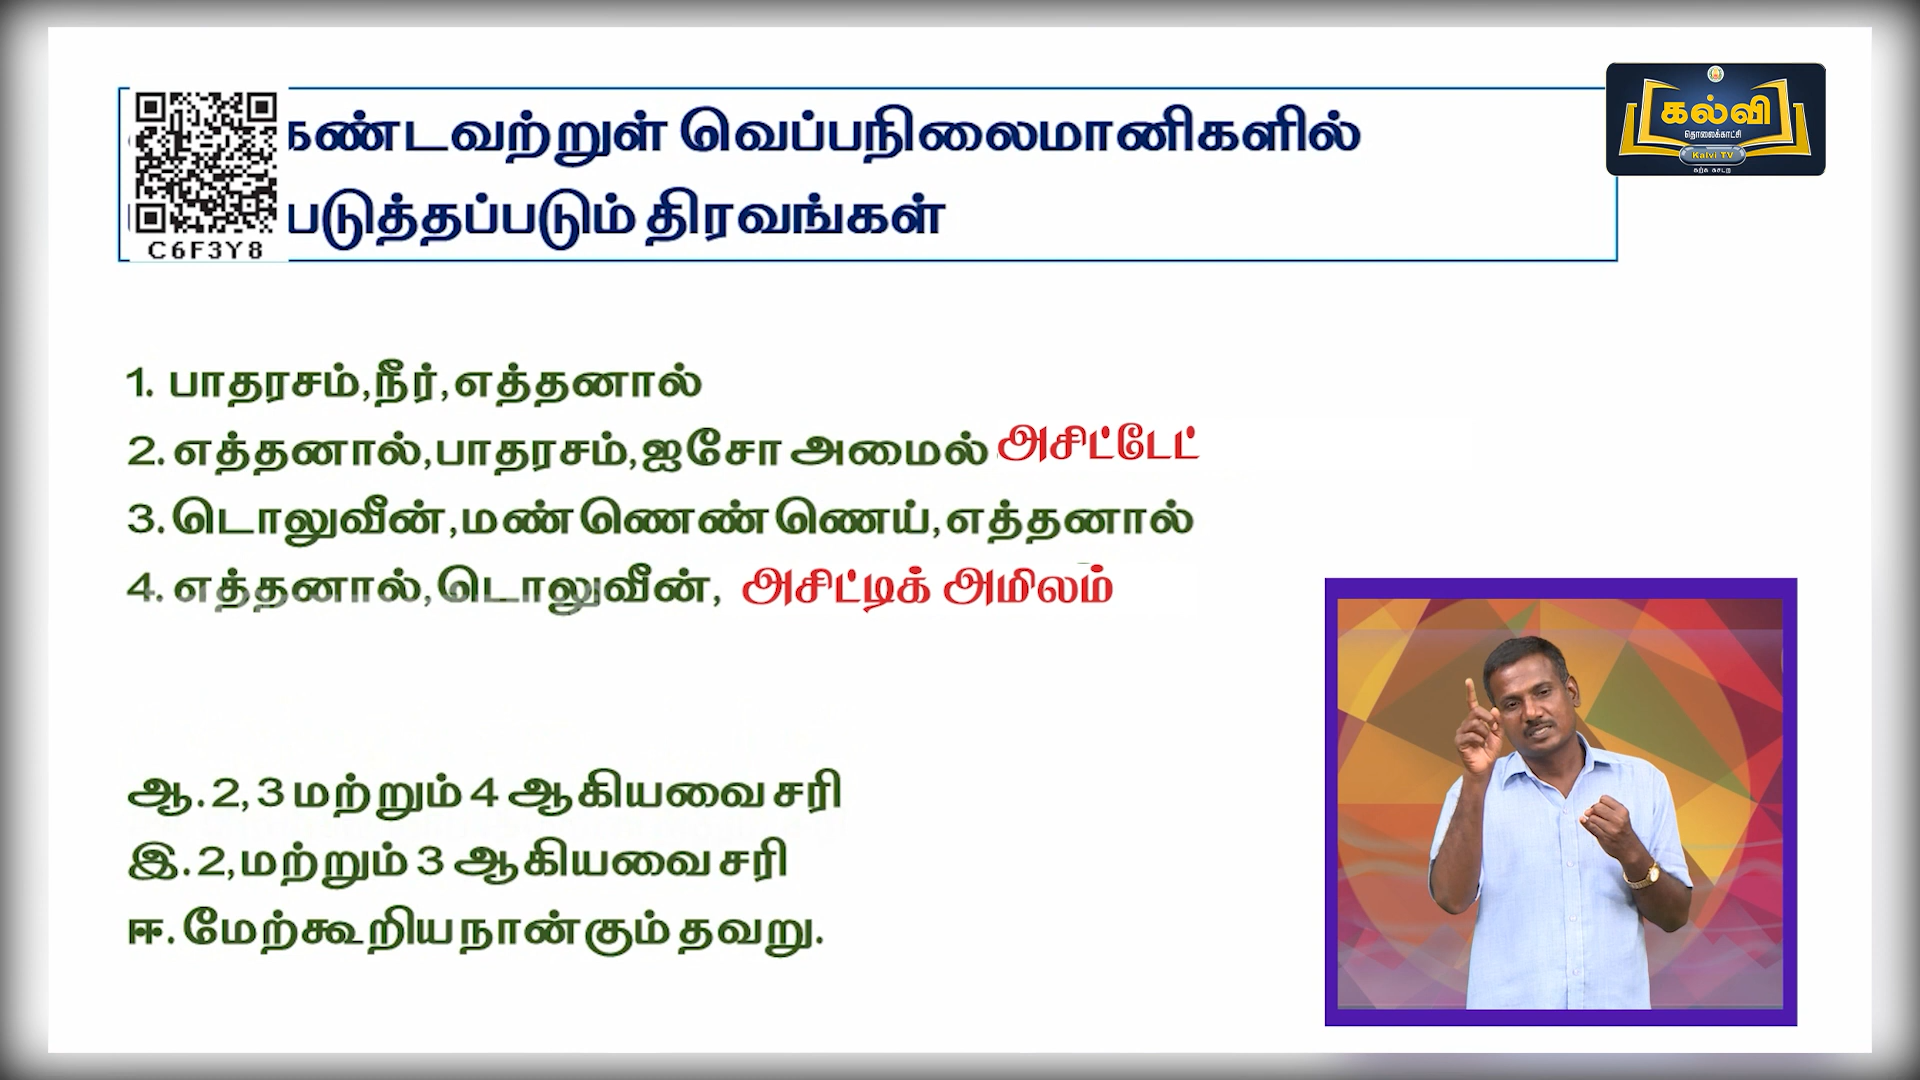 கண்டவற்றுள் வெப்பநிலைமானிகளில்
படுத்தப்படும் திரவங்கள்
C6F3Y8
கல்வி
தொலைக்காட்சி
Kalvi TV
கற்க கசடற
1. பாதரசம்,நீர்,எத்தனால்
2. எத்தனால்,பாதரசம்,ஐசோ அமைல் அசிட்டேட்
3. டொலுவீன்,மண்ணெண்ணெய்,எத்தனால்
4. எத்தனால், டொலுவீன், அசிட்டிக் அமிலம்
ஆ. 2, 3 மற்றும் 4 ஆகியவை சரி
இ. 2,மற்றும் 3 ஆகியவை சரி
ஈ. மேற்கூறிய நான்கும் தவறு.